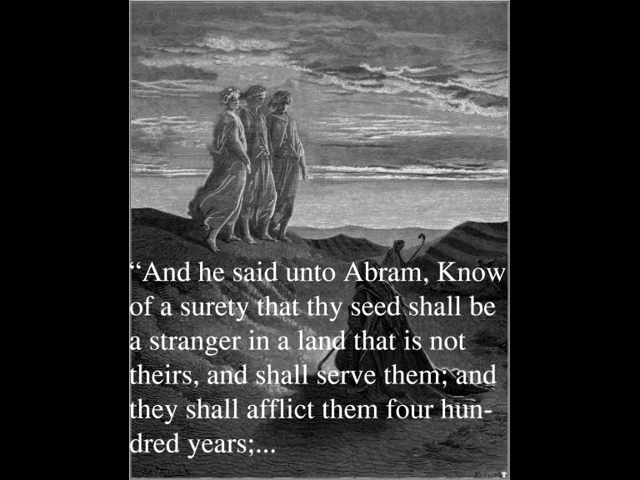 “And he said unto Abram, Know
of a surety that thy seed shall be
a stranger in a land that is not
theirs, and shall serve them; and
they shall afflict them four hun-
dred years;...